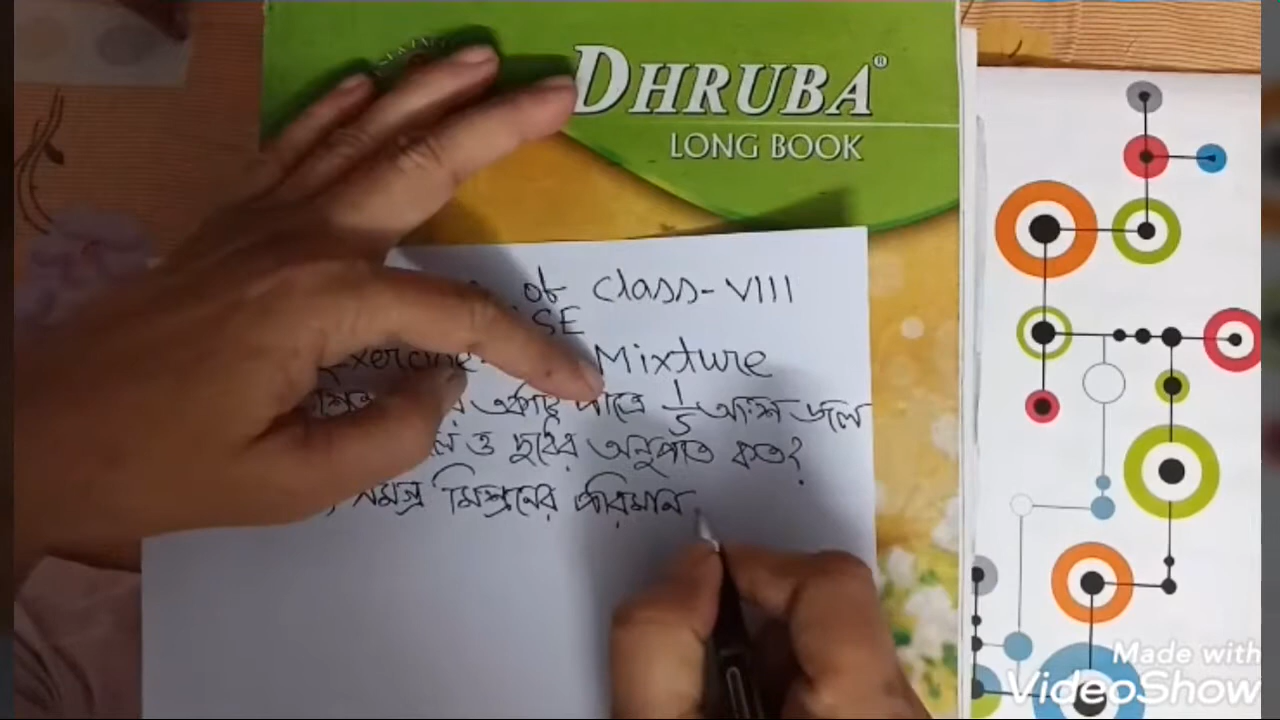 DHRUBA®
LONG BOOK
of Class-VIII
SE
Mixture
একটি পাত্রে 1/5 অংশ জলে
ও দুধের অনুপাত কত?
সমগ্র মিশ্রনের পরিমান
Made with
VideoShow